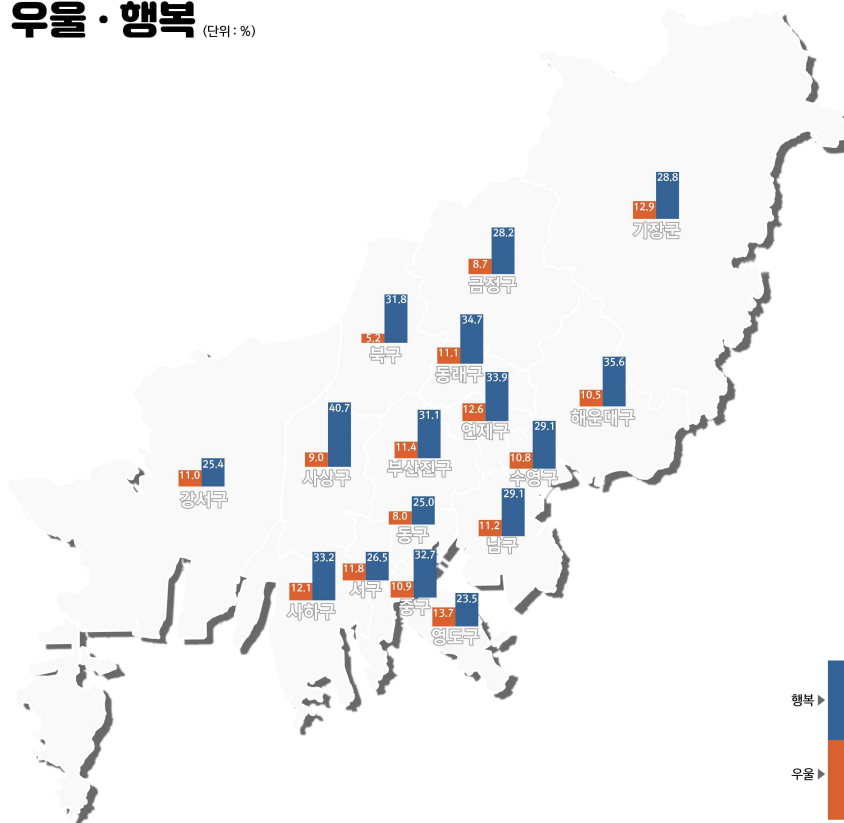 우울 · 행복 (단위 : %)
28.8
12.9
기장군
28.2
8.7
금정구
31.8
5.2
북구
34.7
11.1
동래구
33.9
12.6
연제구
35.6
10.5
해운대구
40.7
9.0
사상구
31.1
11.4
부산진구
29.1
10.8
수영구
25.4
11.0
강서구
25.0
8.0
동구
29.1
11.2
남구
33.2
12.1
사하구
26.5
11.8
서구
32.7
10.9
중구
23.5
13.7
영도구
행복 ▶
우울 ▶